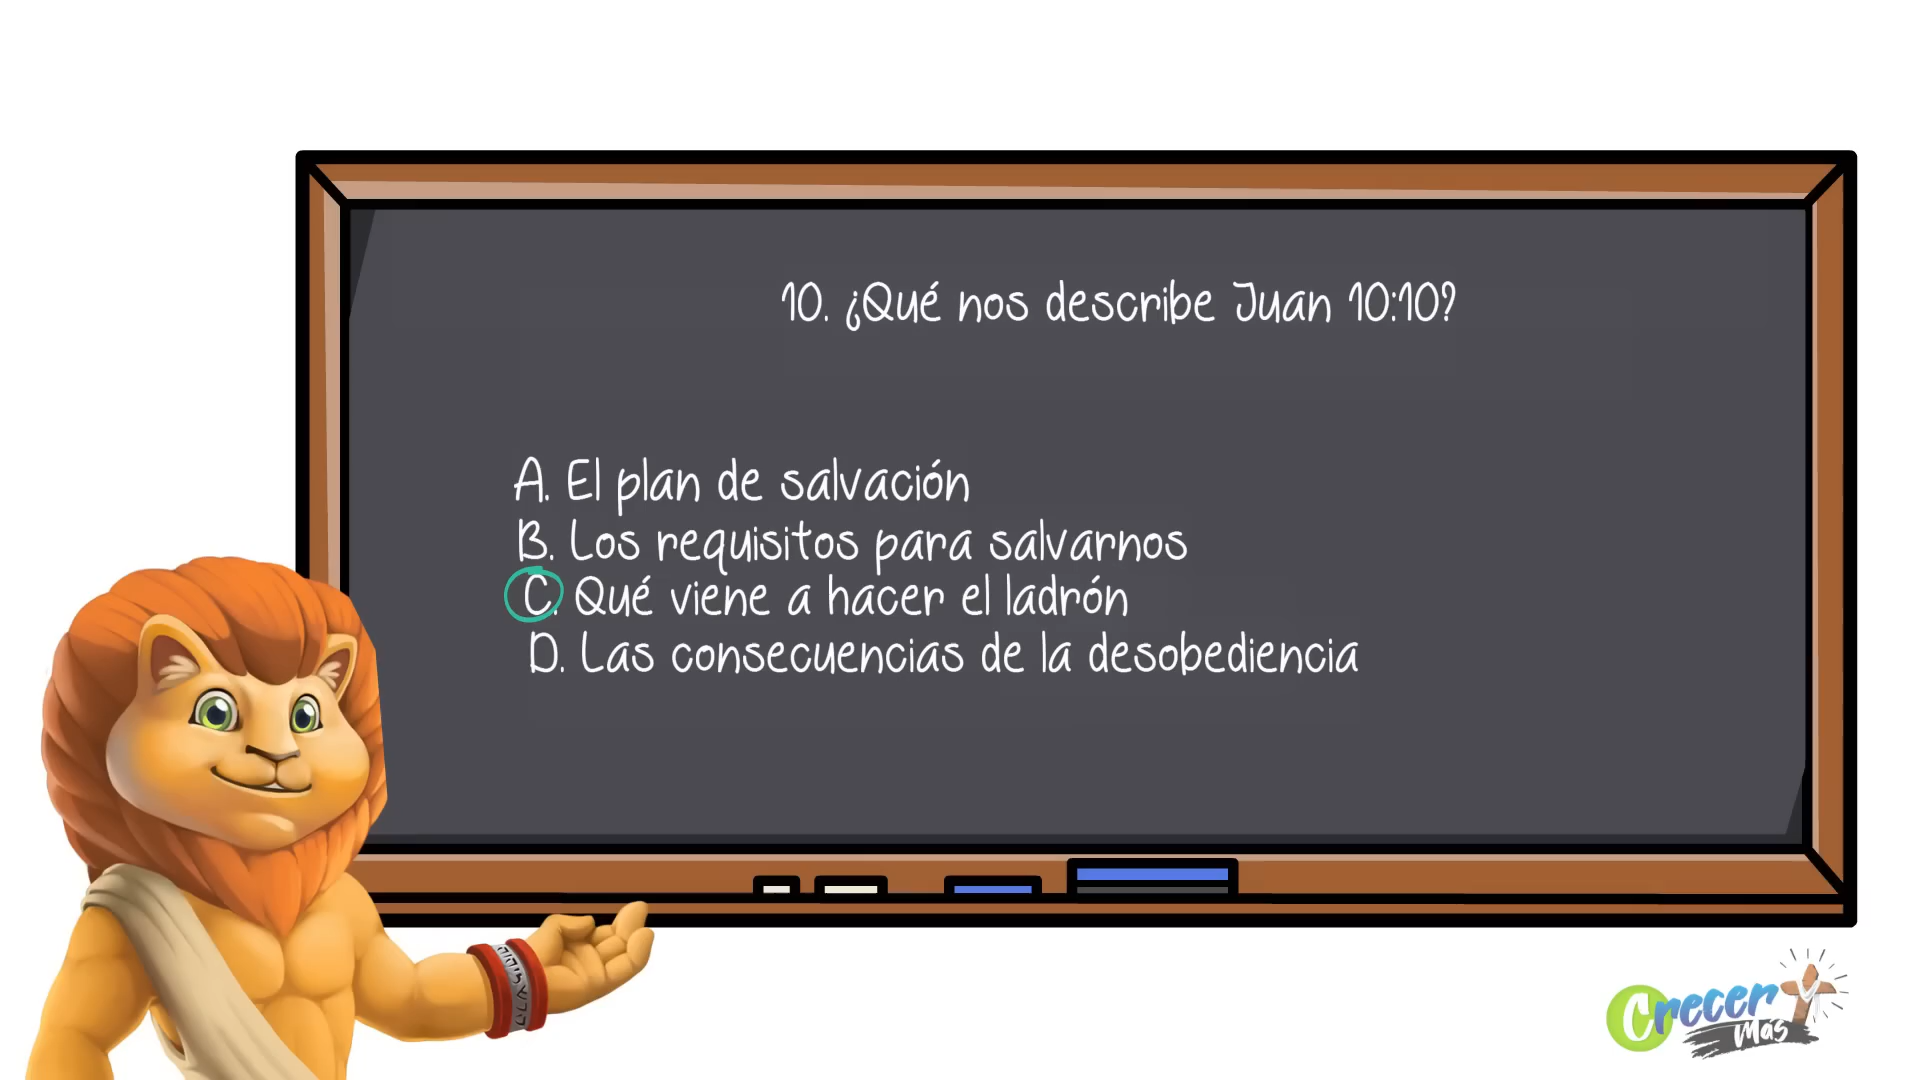 10. ¿Qué nos describe Juan 10:10?
A. El plan de salvación
B. Los requisitos para salvarnos
C. Qué viene a hacer el ladrón
D. Las consecuencias de la desobediencia
Crecer y
Más